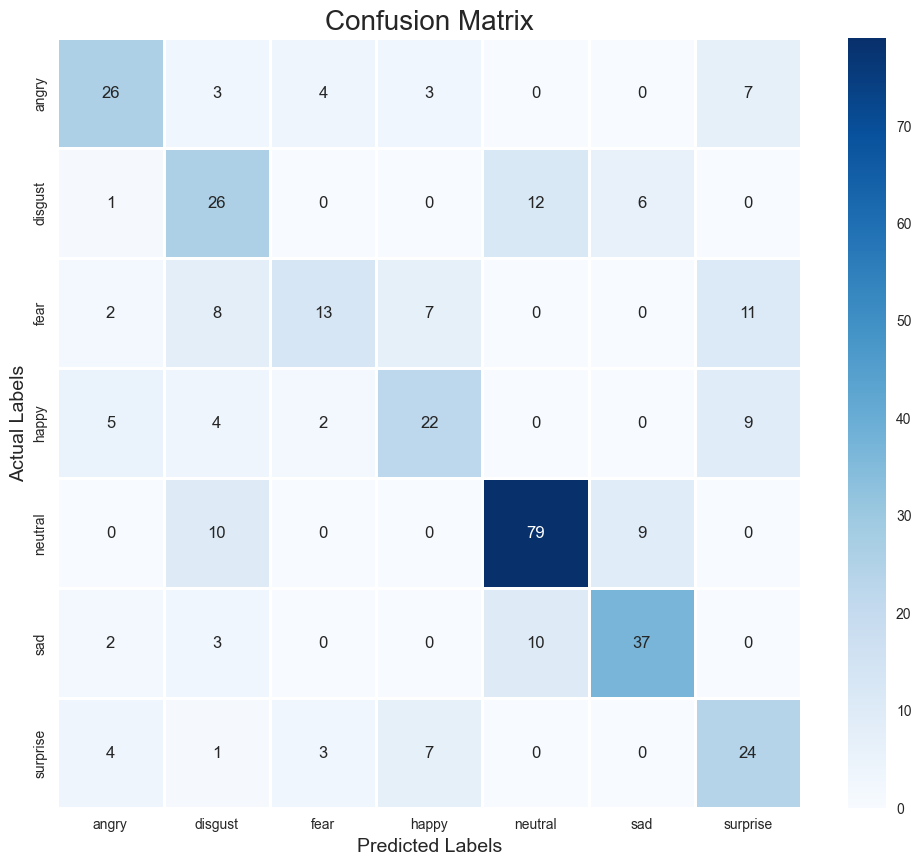 Confusion Matrix
Actual Labels
angry 26 3 4 3 0 0 7
disgust 1 26 0 0 12 6 0
fear 2 8 13 7 0 0 11
happy 5 4 2 22 0 0 9
neutral 0 10 0 0 79 9 0
sad 2 3 0 0 10 37 0
surprise 4 1 3 7 0 0 24
angry disgust fear happy neutral sad surprise
Predicted Labels
70
60
50
40
30
20
10
0